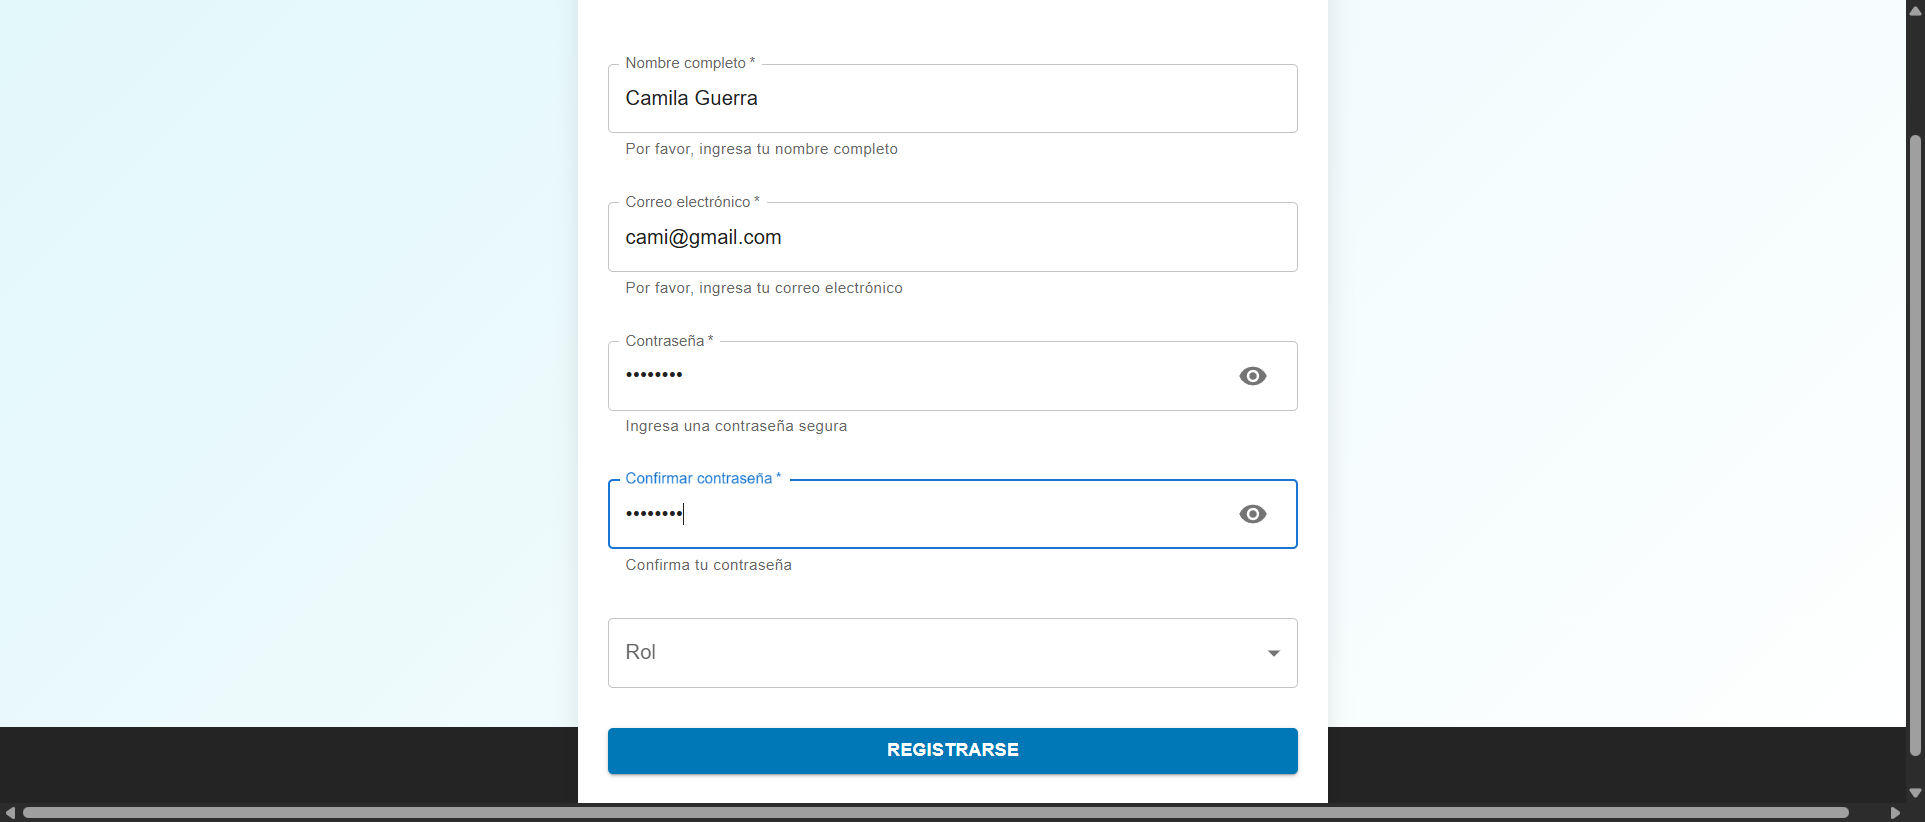 Nombre completo *
Camila Guerra
Por favor, ingresa tu nombre completo
Correo electrónico *
cami@gmail.com
Por favor, ingresa tu correo electrónico
Contraseña *
••••••••
Ingresa una contraseña segura
Confirmar contraseña *
••••••••
Confirma tu contraseña
Rol
REGISTRARSE